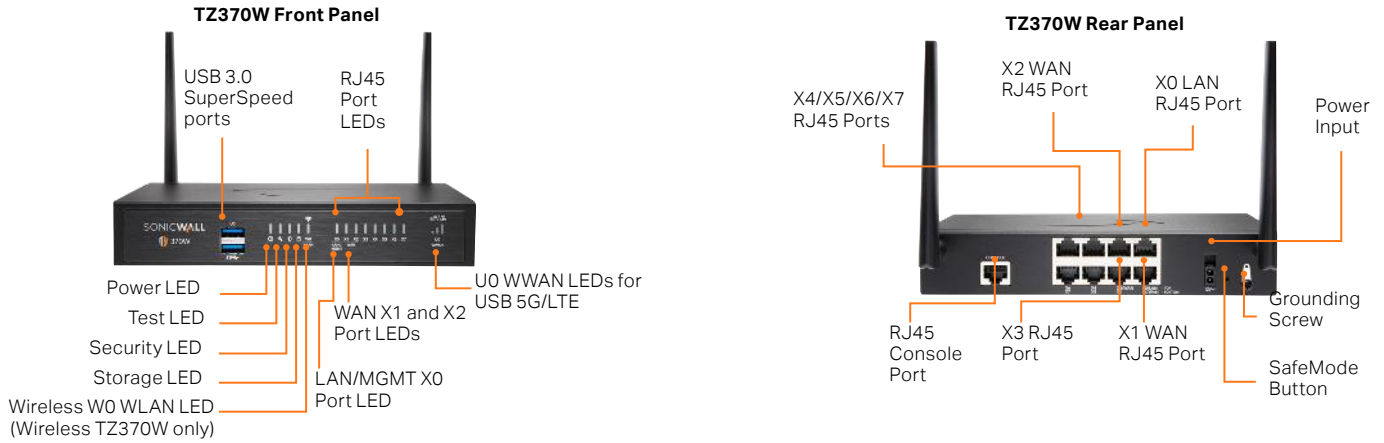 TZ370W Front Panel
USB 3.0
SuperSpeed
ports
RJ45
Port
LEDs
SONICWALL
370W
Power LED
Test LED
Security LED
Storage LED
Wireless W0 WLAN LED
(Wireless TZ370W only)
WAN X1 and X2
Port LEDs
LAN/MGMT X0
Port LED
U0 WWAN LEDs for
USB 5G/LTE
TZ370W Rear Panel
X4/X5/X6/X7
RJ45 Ports
X2 WAN
RJ45 Port
X0 LAN
RJ45 Port
Power
Input
RJ45
Console
Port
X3 RJ45
Port
X1 WAN
RJ45 Port
Grounding
Screw
SafeMode
Button